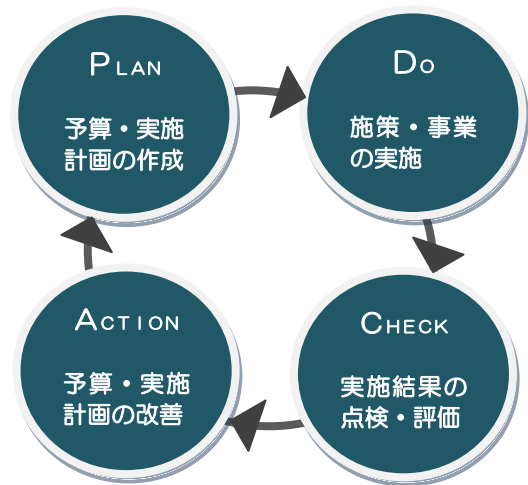 PLAN
予算・実施
計画の作成
DO
施策・事業
の実施
ACTION
予算・実施
計画の改善
CHECK
実施結果の
点検・評価